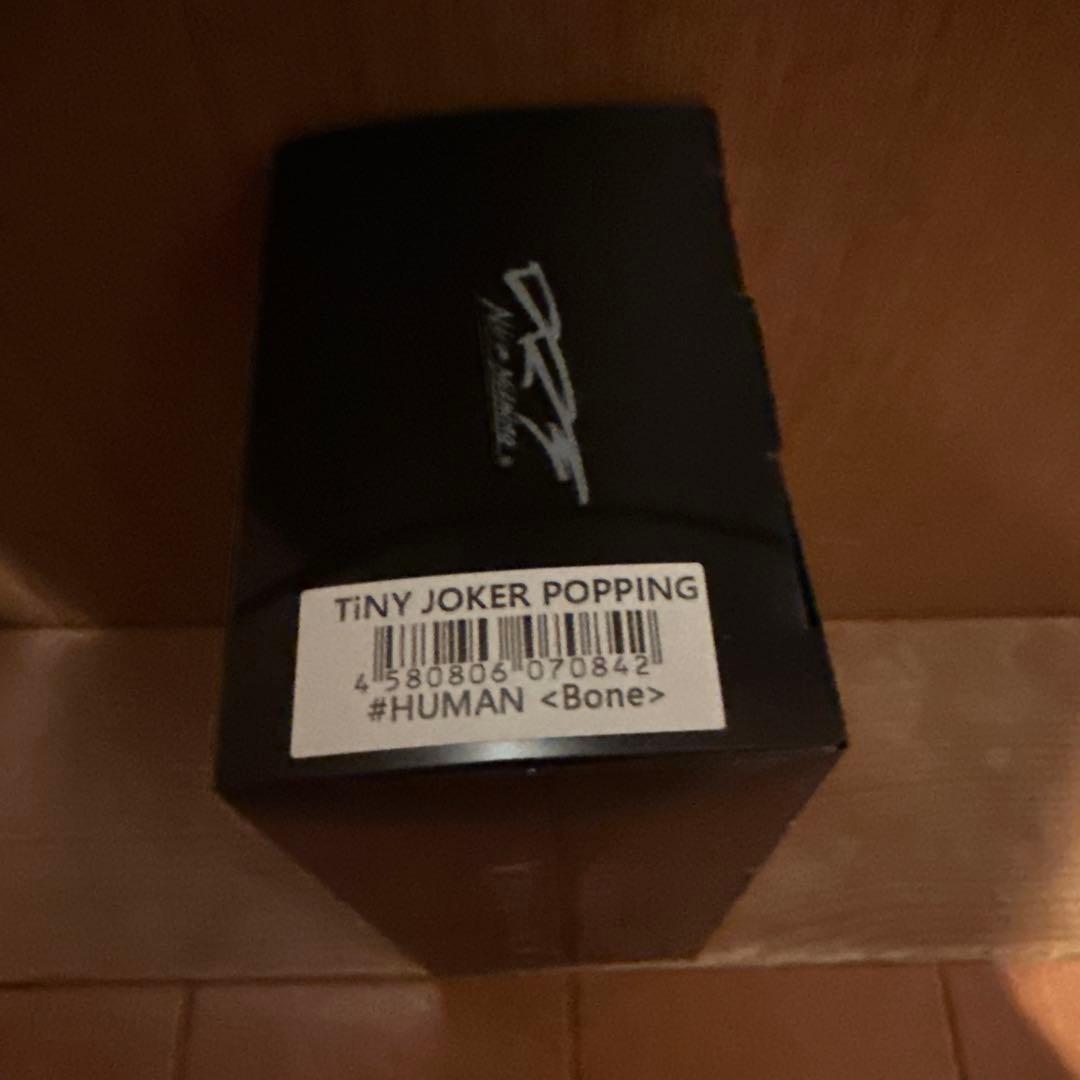 TiNY JOKER POPPING
4 580806 070842
#HUMAN <Bone>